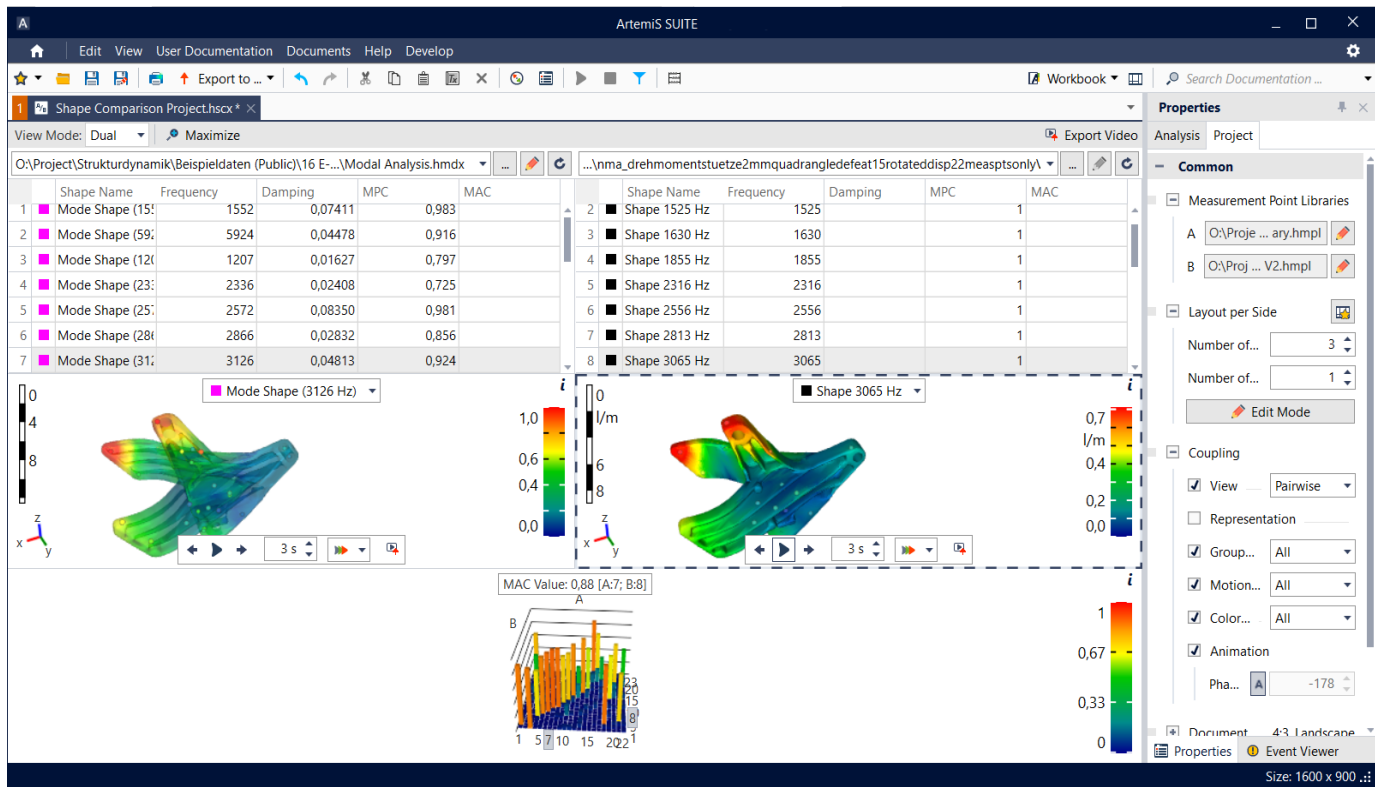 A ArtemiS SUITE
Edit View User Documentation Documents Help Develop
Export to ... Workbook Search Documentation ...
1 A/B Shape Comparison Project.hscx *
View Mode: Dual Maximize Export Video
O:\Project\Strukturdynamik\Beispieldaten (Public)\16 E-...\Modal Analysis.hmdx ... ...\nma_drehmomentstuetze2mmquadrangledefeat15rotateddisp22measptsonly\ ...
Shape Name Frequency Damping MPC MAC Shape Name Frequency Damping MPC MAC
1 Mode Shape (155 1552 0,07411 0,983 2 Shape 1525 Hz 1525 1
2 Mode Shape (592 5924 0,04478 0,916 3 Shape 1630 Hz 1630 1
3 Mode Shape (120 1207 0,01627 0,797 4 Shape 1855 Hz 1855 1
4 Mode Shape (233 2336 0,02408 0,725 5 Shape 2316 Hz 2316 1
5 Mode Shape (257 2572 0,08350 0,981 6 Shape 2556 Hz 2556 1
6 Mode Shape (286 2866 0,02832 0,856 7 Shape 2813 Hz 2813 1
7 Mode Shape (312 3126 0,04813 0,924 8 Shape 3065 Hz 3065 1
0
4
8
Mode Shape (3126 Hz)
i
1,0
0,6
0,4
0,0
z
x
y
3 s
0
l/m
6
8
Shape 3065 Hz
i
0,7
l/m
0,4
0,2
0,0
z
x
y
3 s
MAC Value: 0,88 [A:7; B:8]
A
B
23
20
15
8
1
1 5 7 10 15 20 22
i
1
0,67
0,33
0
Properties
Analysis Project
Common
Measurement Point Libraries
A O:\Proje ... ary.hmpl
B O:\Proj ... V2.hmpl
Layout per Side
Number of... 3
Number of... 1
Edit Mode
Coupling
View Pairwise
Representation
Group... All
Motion... All
Color... All
Animation
Pha... A -178
Document 4:3 Landscape
Properties Event Viewer
Size: 1600 x 900